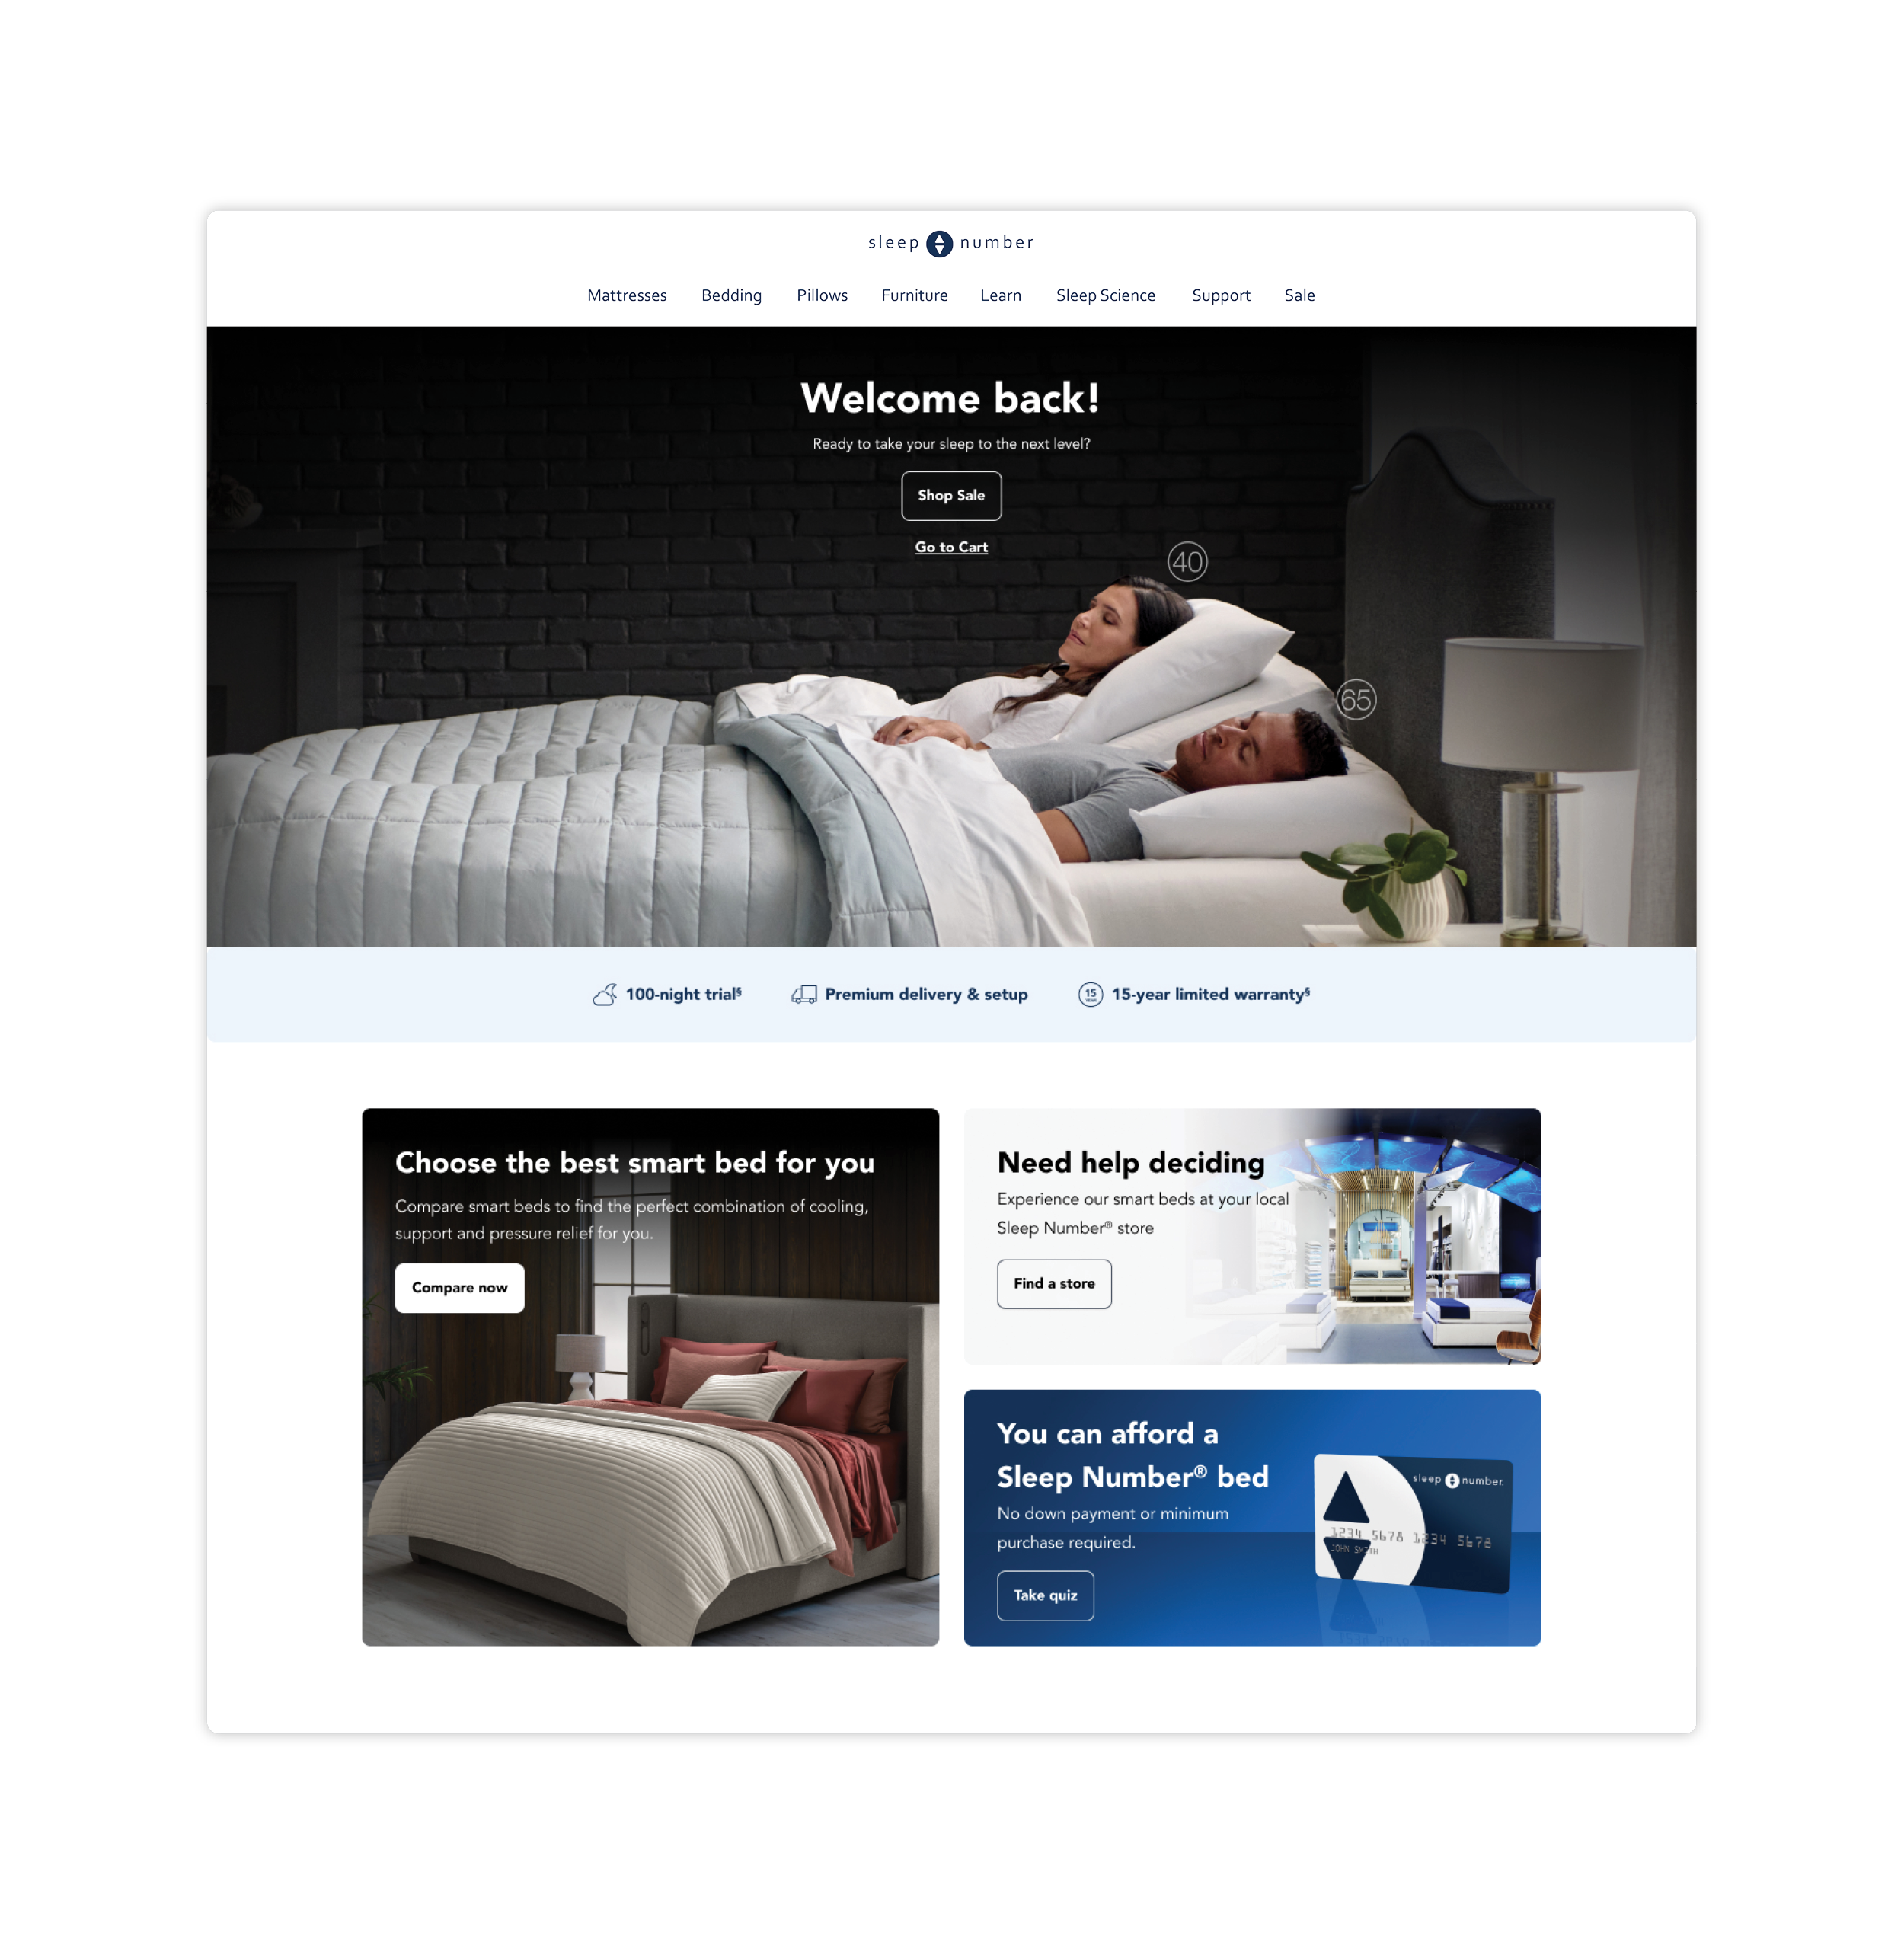 sleep number
Mattresses Bedding Pillows Furniture Learn Sleep Science Support Sale
Welcome back!
Ready to take your sleep to the next level?
Shop Sale
Go to Cart
40
65
100-night trial§
Premium delivery & setup
15 YEAR
15-year limited warranty§
Choose the best smart bed for you
Compare smart beds to find the perfect combination of cooling,
support and pressure relief for you.
Compare now
Need help deciding
Experience our smart beds at your local
Sleep Number® store
Find a store
You can afford a
Sleep Number® bed
No down payment or minimum
purchase required.
Take quiz
sleep number
1234 5678 1234 5678
JOHN SMITH